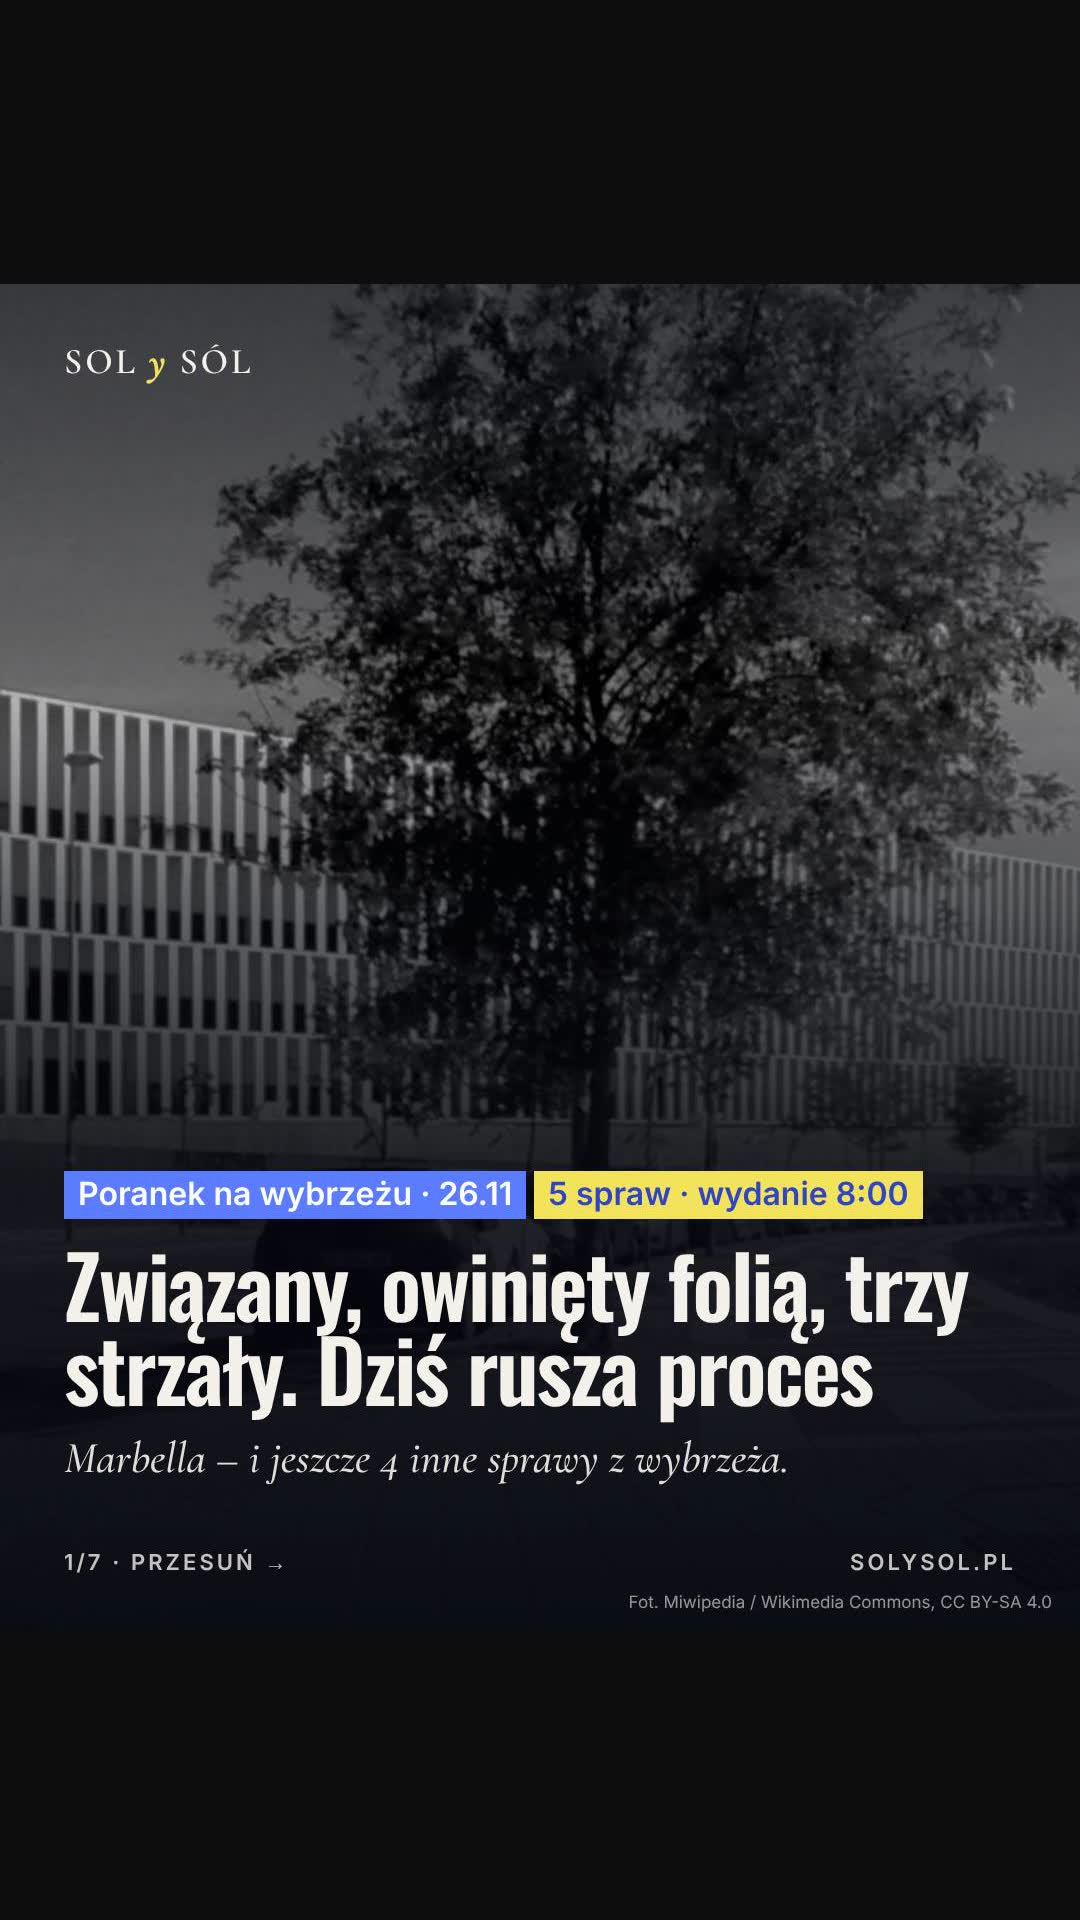 SOL y SÓL
Poranek na wybrzeżu · 26.11
5 spraw · wydanie 8:00
Związany, owinięty folią, trzy
strzały. Dziś rusza proces
Marbella – i jeszcze 4 inne sprawy z wybrzeża.
1/7 · PRZESUŃ →
SOLYSOL.PL
Fot. Miwipedia / Wikimedia Commons, CC BY-SA 4.0